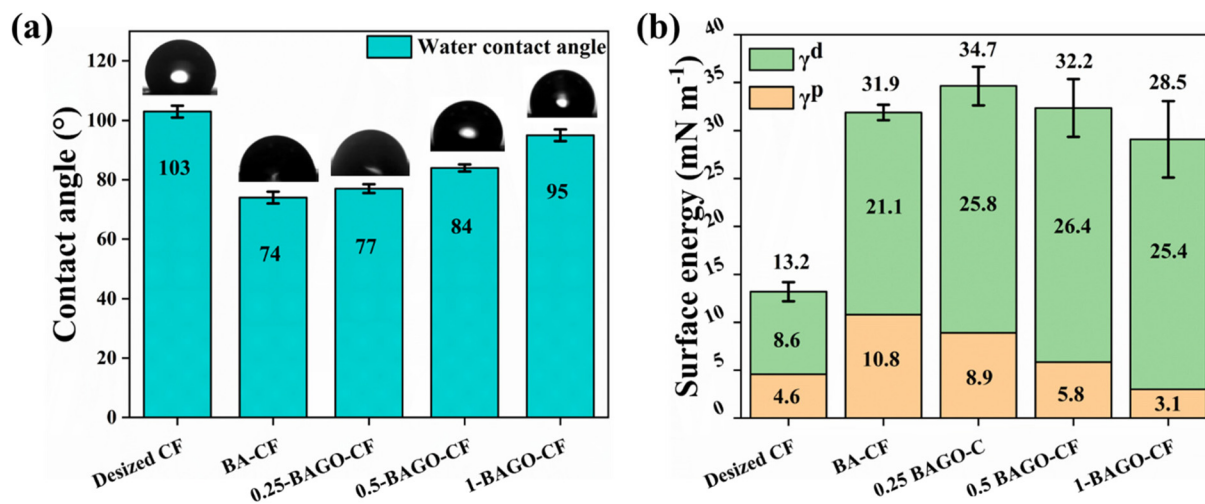 (a)
Contact angle (°)
120
100
80
60
40
20
0
Water contact angle
103
74
77
84
95
Desized CF
BA-CF
0.25-BAGO-CF
0.5-BAGO-CF
1-BAGO-CF
(b)
Surface energy (mN m⁻¹)
40
35
30
25
20
15
10
5
0
γᵈ
γᵖ
13.2
31.9
34.7
32.2
28.5
8.6
21.1
25.8
26.4
25.4
4.6
10.8
8.9
5.8
3.1
Desized CF
BA-CF
0.25 BAGO-C
0.5 BAGO-CF
1-BAGO-CF